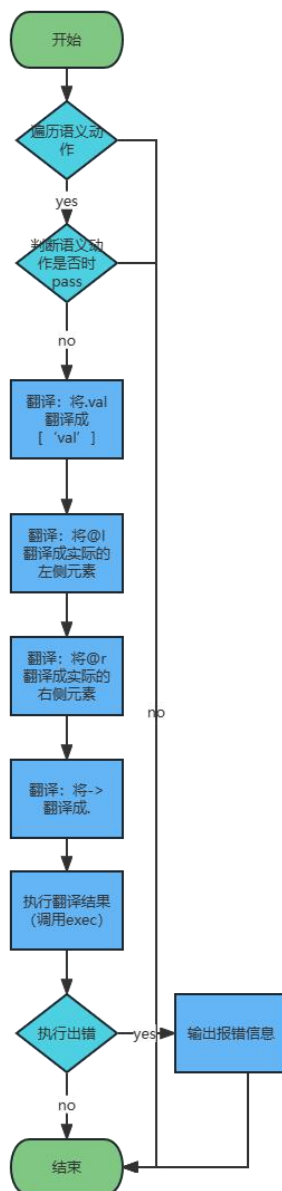 开始
遍历语义动
作
yes
判断语义动
作是否时
pass
no
翻译：将.val
翻译成
[‘val’]
翻译：将@l
翻译成实际的
左侧元素
翻译：将@r
翻译成实际的
右侧元素
no
翻译：将->
翻译成.
执行翻译结果
（调用exec）
执行出错
yes
输出报错信息
no
结束